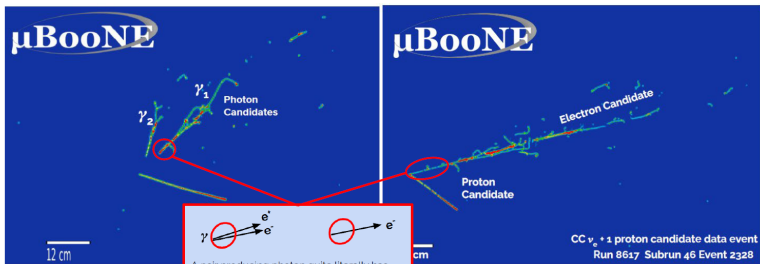 μBooNE
γ₁
γ₂
Photon
Candidates
12 cm
μBooNE
Electron Candidate
Proton
Candidate
cm
CC νₑ + 1 proton candidate data event
Run 8617 Subrun 46 Event 2328
γ
e⁺
e⁻
e⁻